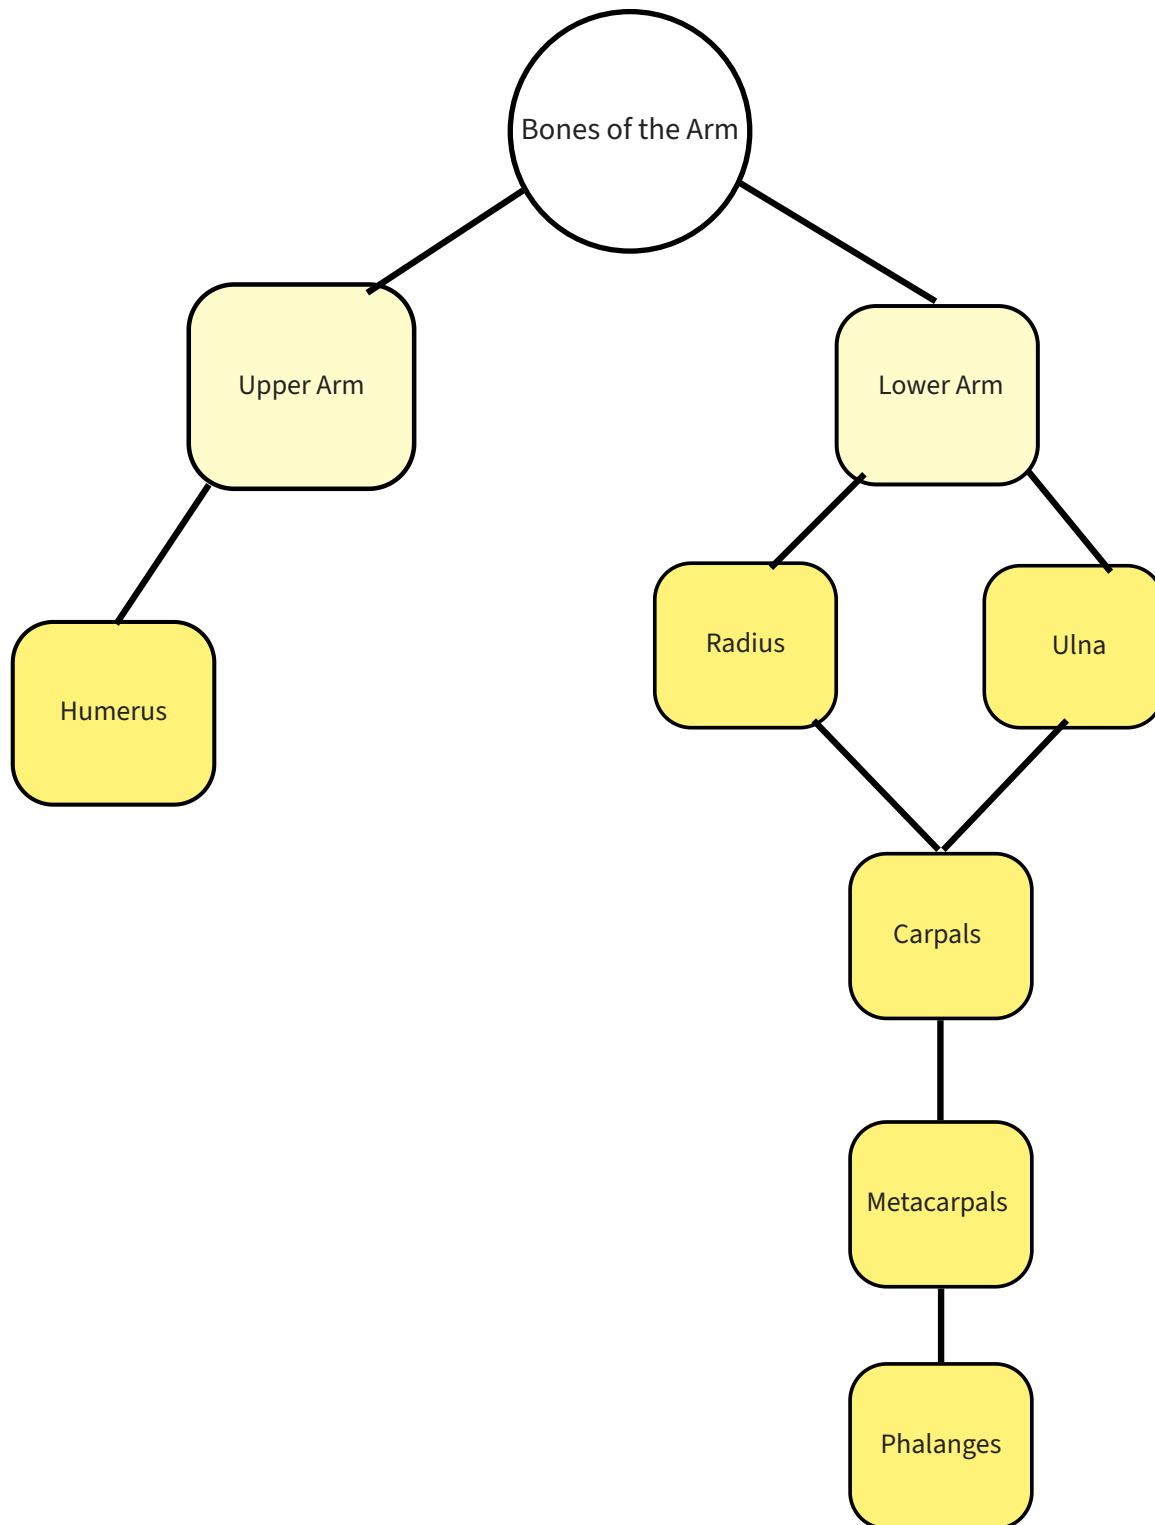 Bones of the Arm
Upper Arm
Lower Arm
Radius
Ulna
Humerus
Carpals
Metacarpals
Phalanges